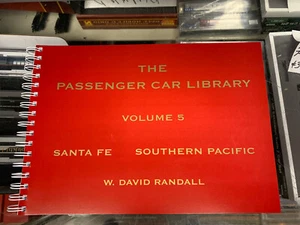 THE
PASSENGER CAR LIBRARY
VOLUME 5
SANTA FE SOUTHERN PACIFIC
W. DAVID RANDALL